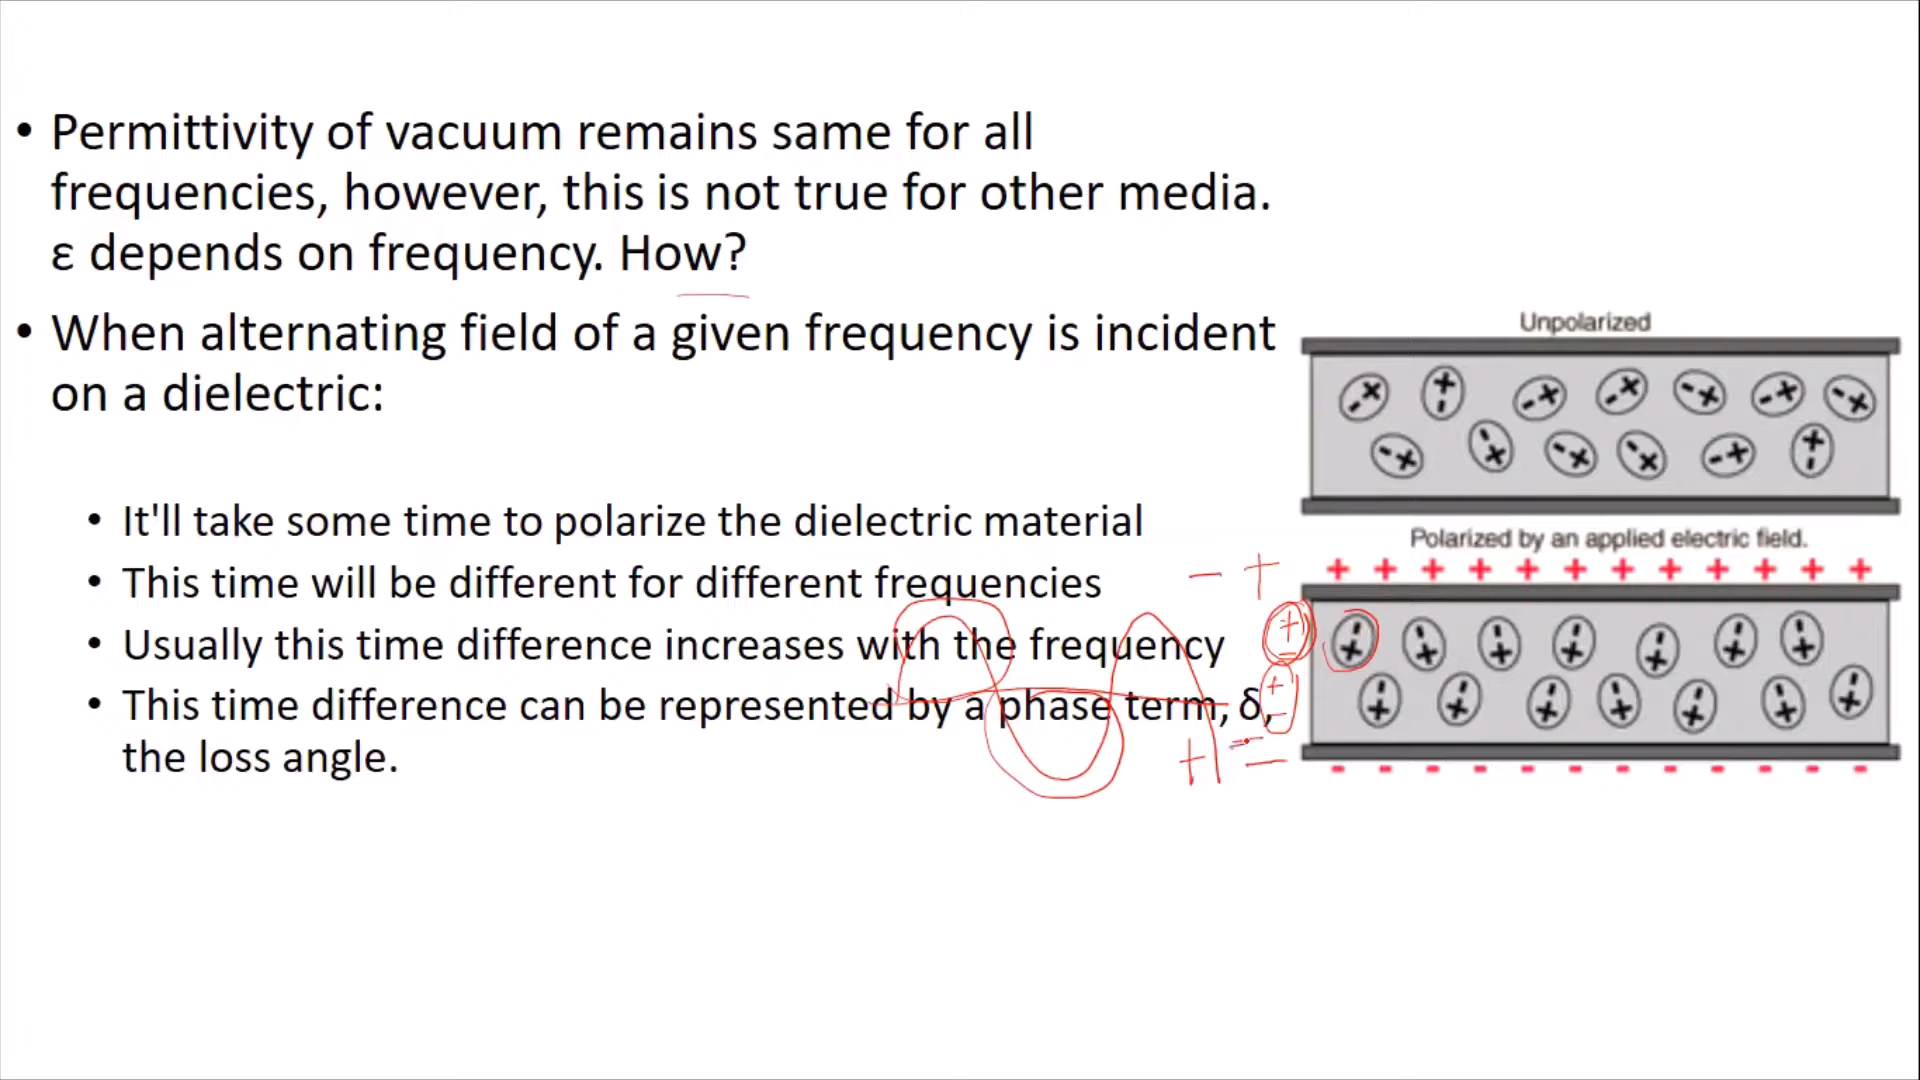 • Permittivity of vacuum remains same for all
frequencies, however, this is not true for other media.
ε depends on frequency. How?
• When alternating field of a given frequency is incident
on a dielectric:
• It'll take some time to polarize the dielectric material
• This time will be different for different frequencies
• Usually this time difference increases with the frequency
• This time difference can be represented by a phase term, δ,
the loss angle.
Unpolarized
Polarized by an applied electric field.
+ + + + + + + + + + + +
- - - - - - - - - - - -
- +
+
-
+
-
+ =
-